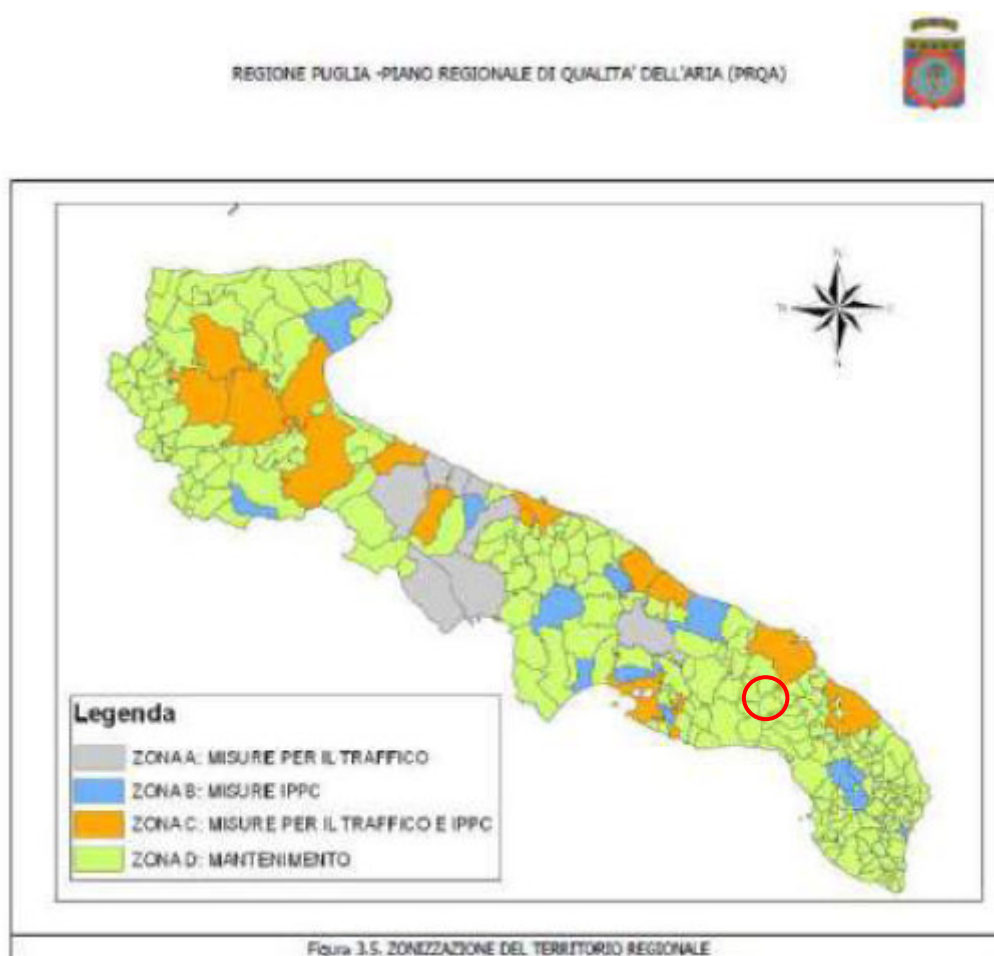 REGIONE PUGLIA -PIANO REGIONALE DI QUALITA' DELL'ARIA (PRQA)
N
Legenda
ZONA A: MISURE PER IL TRAFFICO
ZONA B: MISURE IPPC
ZONA C: MISURE PER IL TRAFFICO E IPPC
ZONA D: MANTENIMENTO
Figura 3.5. ZONIZZAZIONE DEL TERRITORIO REGIONALE